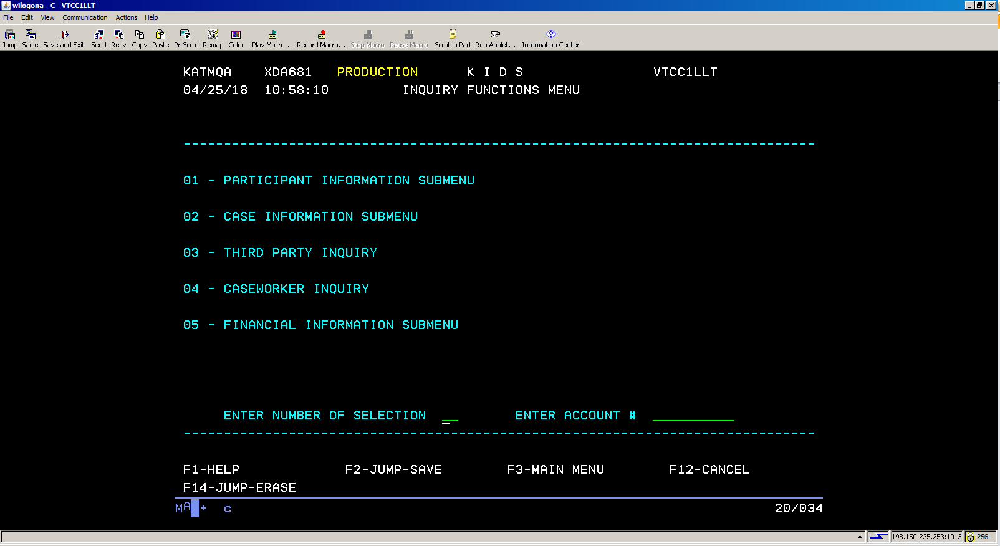 wilogona - C - VTCC1LLT
File Edit View Communication Actions Help
Jump Same Save and Exit Send Recv Copy Paste PrtScrn Remap Color Play Macro... Record Macro... Stop Macro Pause Macro Scratch Pad Run Applet... Information Center
KATMQA XDA681 PRODUCTION K I D S VTCC1LLT
04/25/18 10:58:10 INQUIRY FUNCTIONS MENU
01 - PARTICIPANT INFORMATION SUBMENU
02 - CASE INFORMATION SUBMENU
03 - THIRD PARTY INQUIRY
04 - CASEWORKER INQUIRY
05 - FINANCIAL INFORMATION SUBMENU
ENTER NUMBER OF SELECTION __ ENTER ACCOUNT # __________
F1-HELP F2-JUMP-SAVE F3-MAIN MENU F12-CANCEL
F14-JUMP-ERASE
MA + c 20/034
198.150.235.253:1013 256